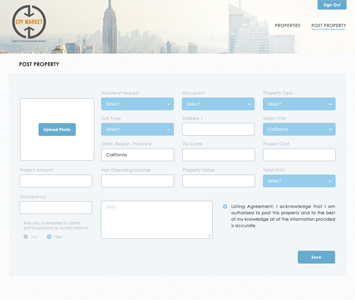 Sign Out
EPF MARKET
PROPERTIES
POST PROPERTY
POST PROPERTY
Nature of request
Occupant
Property Type
Select
Select
Select
Upload Photo
Sub Type
Address 1
Select City
Select
California
State, Region, Province
Zip Code
Project Cost
California
Project Amount
Net Operating Income
Property Value
Total Units
Select
Occupancy
Brief
Listing Agreement: I acknowledge that I am
authorized to post this property and to the best
of my knowledge all of the information provided
is accurate.
Are you interested in bank
participations or syndications?
Yes
Save